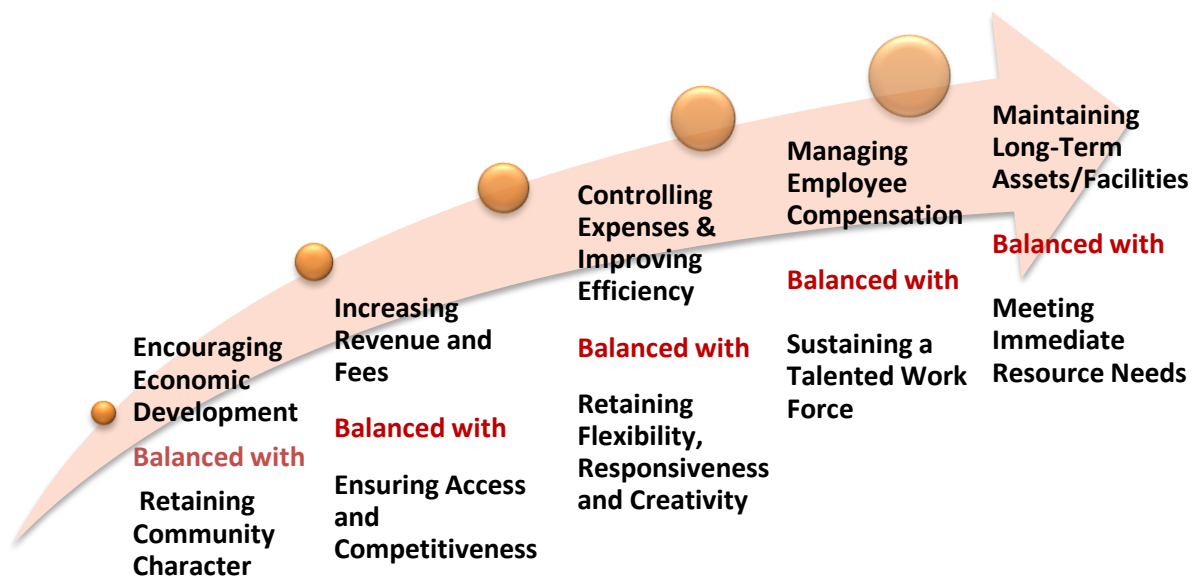 Encouraging
Economic
Development
Balanced with
Retaining
Community
Character
Increasing
Revenue and
Fees
Balanced with
Ensuring Access
and
Competitiveness
Controlling
Expenses &
Improving
Efficiency
Balanced with
Retaining
Flexibility,
Responsiveness
and Creativity
Managing
Employee
Compensation
Balanced with
Sustaining a
Talented Work
Force
Maintaining
Long-Term
Assets/Facilities
Balanced with
Meeting
Immediate
Resource Needs